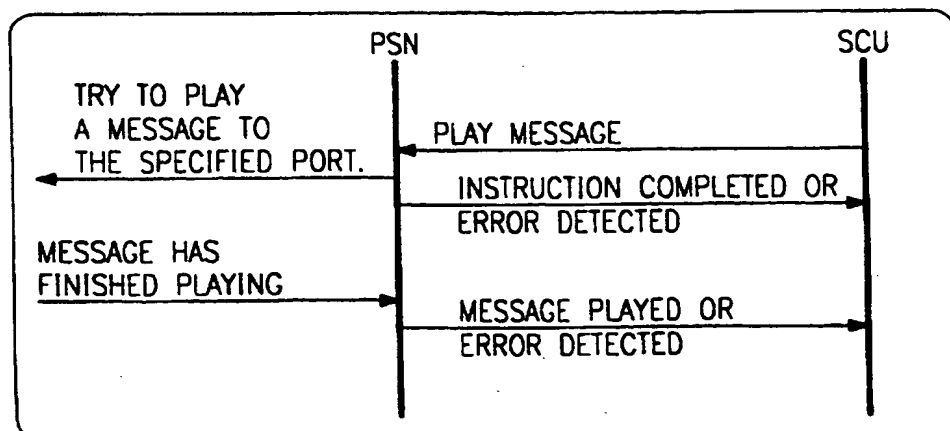 PSN
SCU
TRY TO PLAY
A MESSAGE TO
THE SPECIFIED PORT.
PLAY MESSAGE
INSTRUCTION COMPLETED OR
ERROR DETECTED
MESSAGE HAS
FINISHED PLAYING
MESSAGE PLAYED OR
ERROR DETECTED